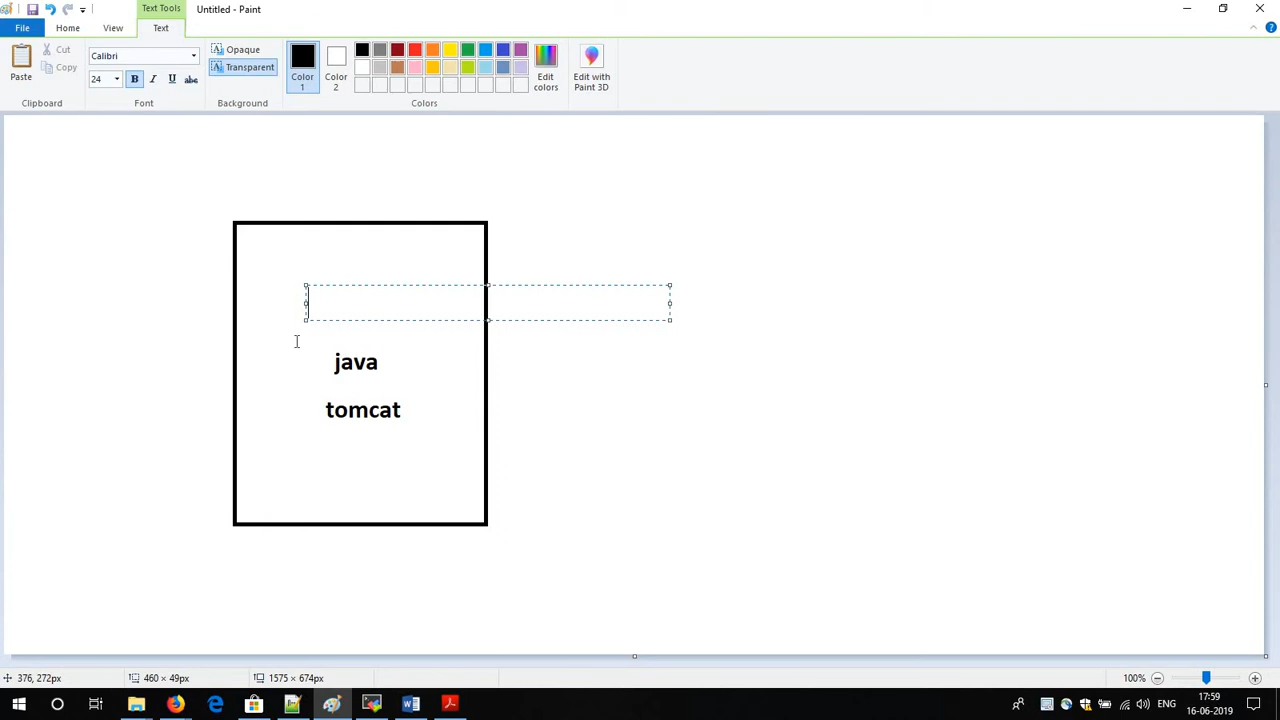 Text Tools
Untitled - Paint
File
Home
View
Text
Paste
Cut
Copy
Clipboard
Calibri
24
B I U abc
Font
Opaque
Transparent
Background
Color 1
Color 2
Colors
Edit colors
Edit with Paint 3D
java
tomcat
376, 272px
460 × 49px
1575 × 674px
100%
ENG
17:59
16-06-2019